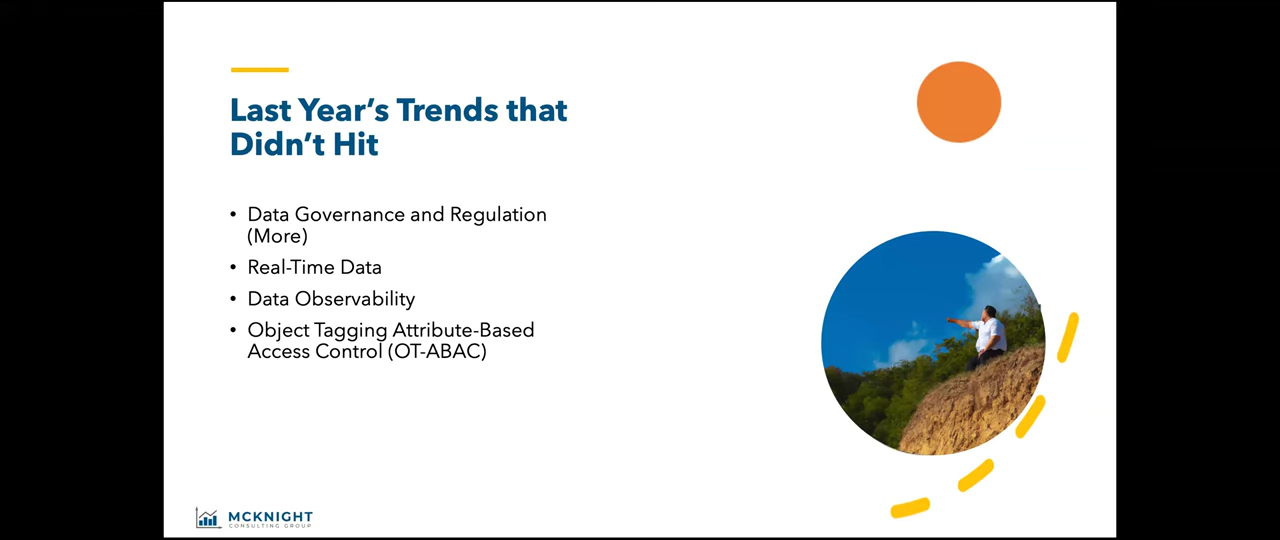 Last Year’s Trends that
Didn’t Hit
• Data Governance and Regulation
(More)
• Real-Time Data
• Data Observability
• Object Tagging Attribute-Based
Access Control (OT-ABAC)
MCKNIGHT
CONSULTING GROUP